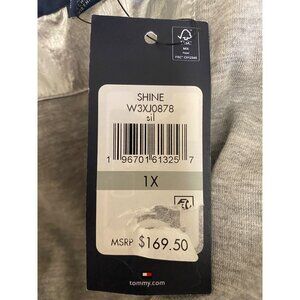 SHINE
W3XJ0878
sil
1 96701 61325 7
1X
MSRP $169.50
tommy.com